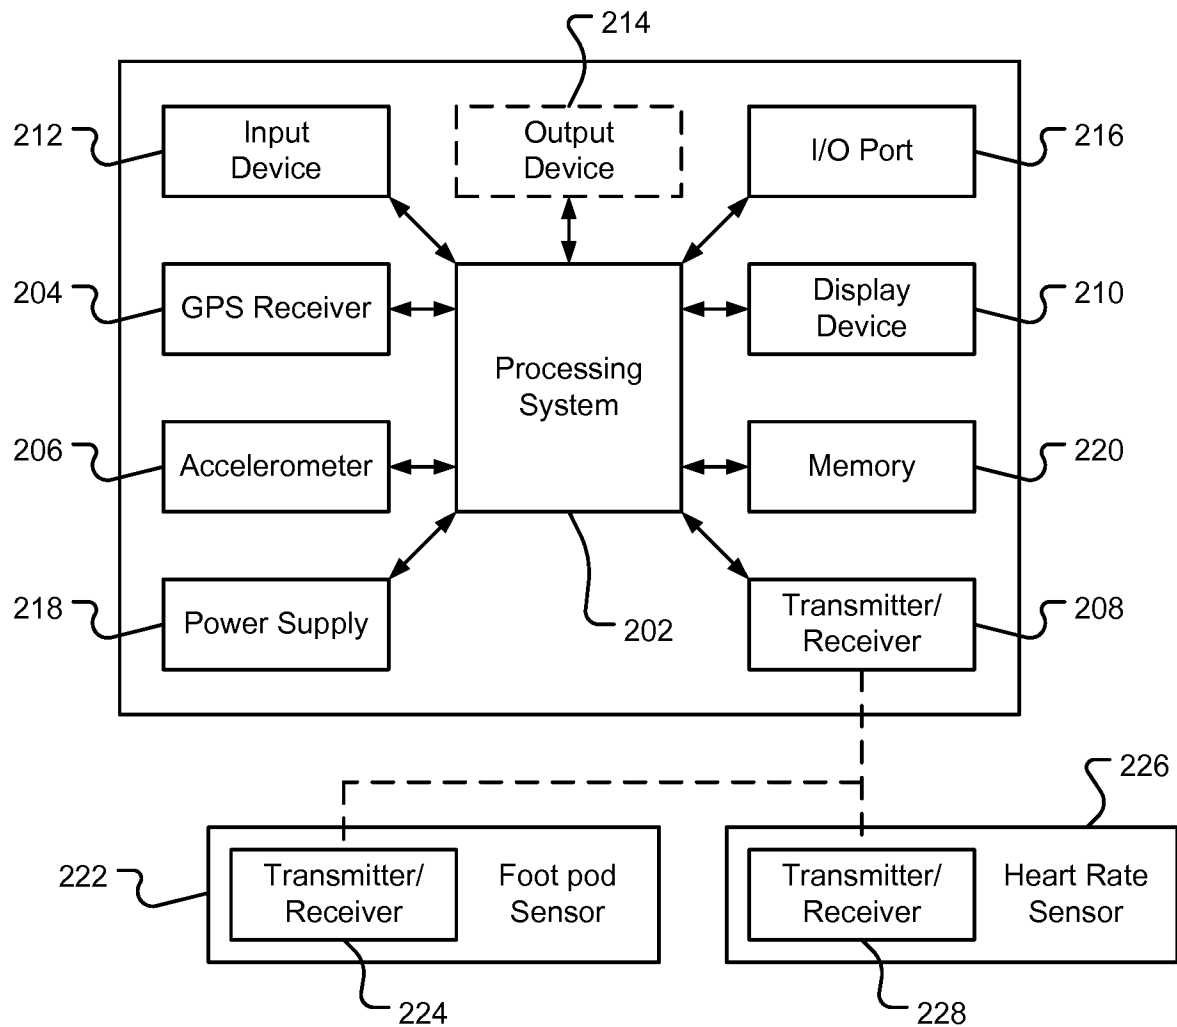 214
212
Input
Device
Output
Device
I/O Port
216
204
GPS Receiver
Display
Device
210
Processing
System
206
Accelerometer
Memory
220
218
Power Supply
202
Transmitter/
Receiver
208
226
222
Transmitter/
Receiver
Foot pod
Sensor
Transmitter/
Receiver
Heart Rate
Sensor
224
228